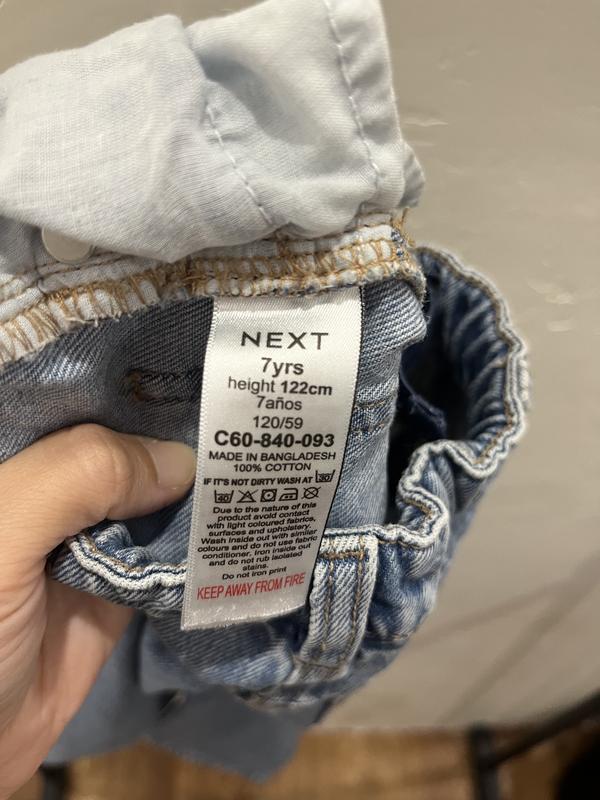 NEXT
7yrs
height 122cm
7años
120/59
C60-840-093
MADE IN BANGLADESH
100% COTTON
IF IT'S NOT DIRTY WASH AT 30
40
Due to the nature of this
product avoid contact
with light coloured fabrics,
surfaces and upholstery.
Wash inside out with similar
colours and do not use fabric
conditioner. Iron inside out
and do not rub isolated
stains.
Do not iron print
KEEP AWAY FROM FIRE